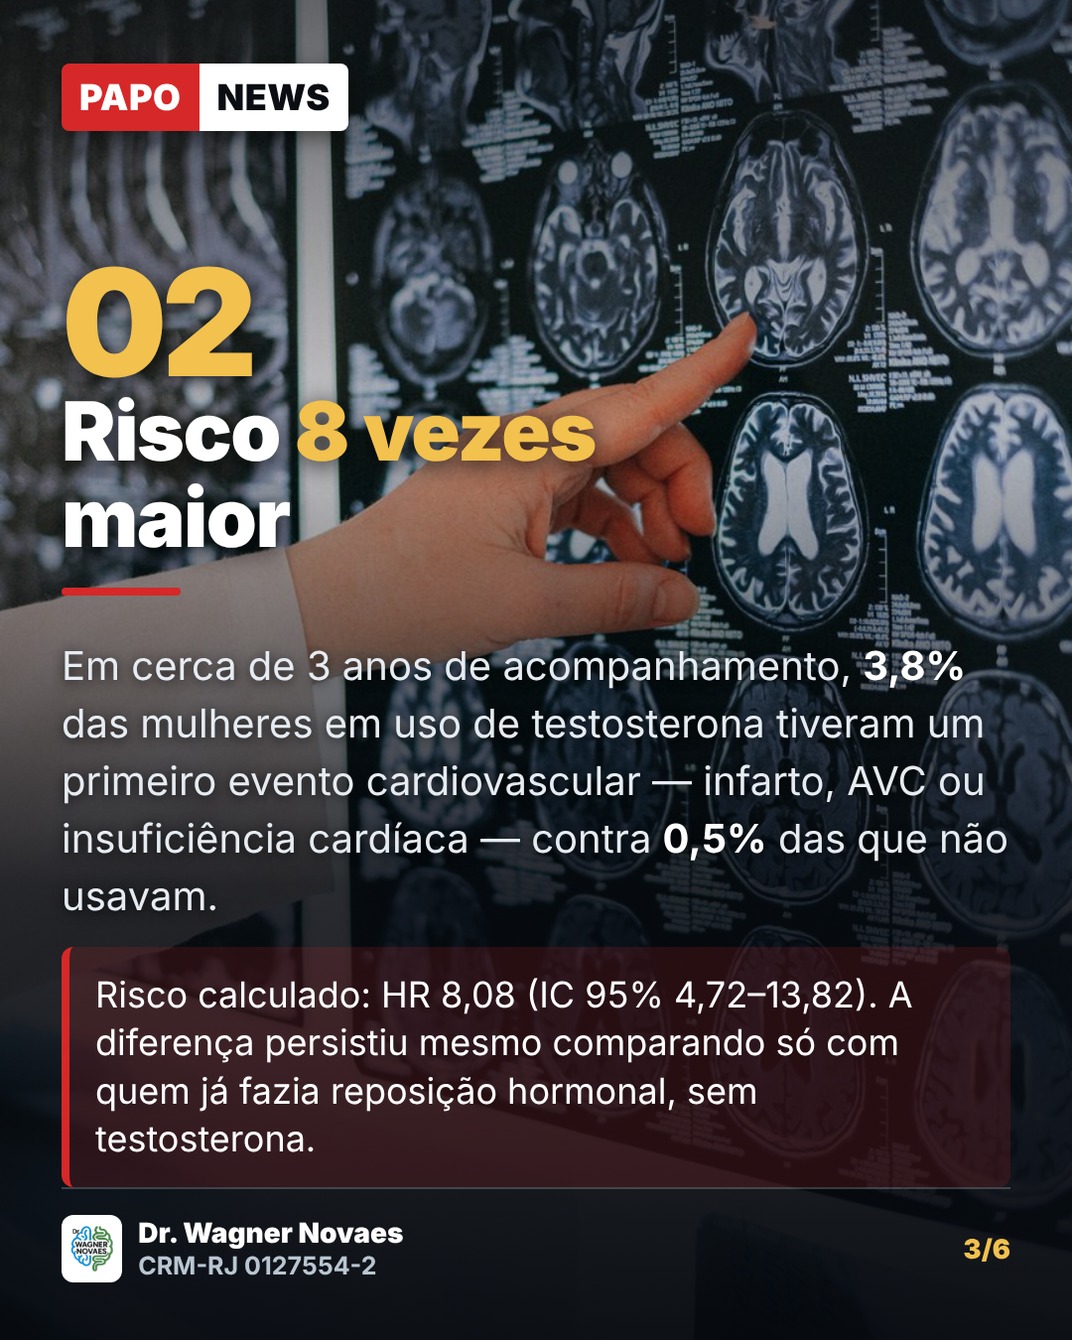 PAPO NEWS
02
Risco 8 vezes
maior
Em cerca de 3 anos de acompanhamento, 3,8%
das mulheres em uso de testosterona tiveram um
primeiro evento cardiovascular — infarto, AVC ou
insuficiência cardíaca — contra 0,5% das que não
usavam.
Risco calculado: HR 8,08 (IC 95% 4,72–13,82). A
diferença persistiu mesmo comparando só com
quem já fazia reposição hormonal, sem
testosterona.
Dr. WAGNER NOVAES
Dr. Wagner Novaes
CRM-RJ 0127554-2
3/6